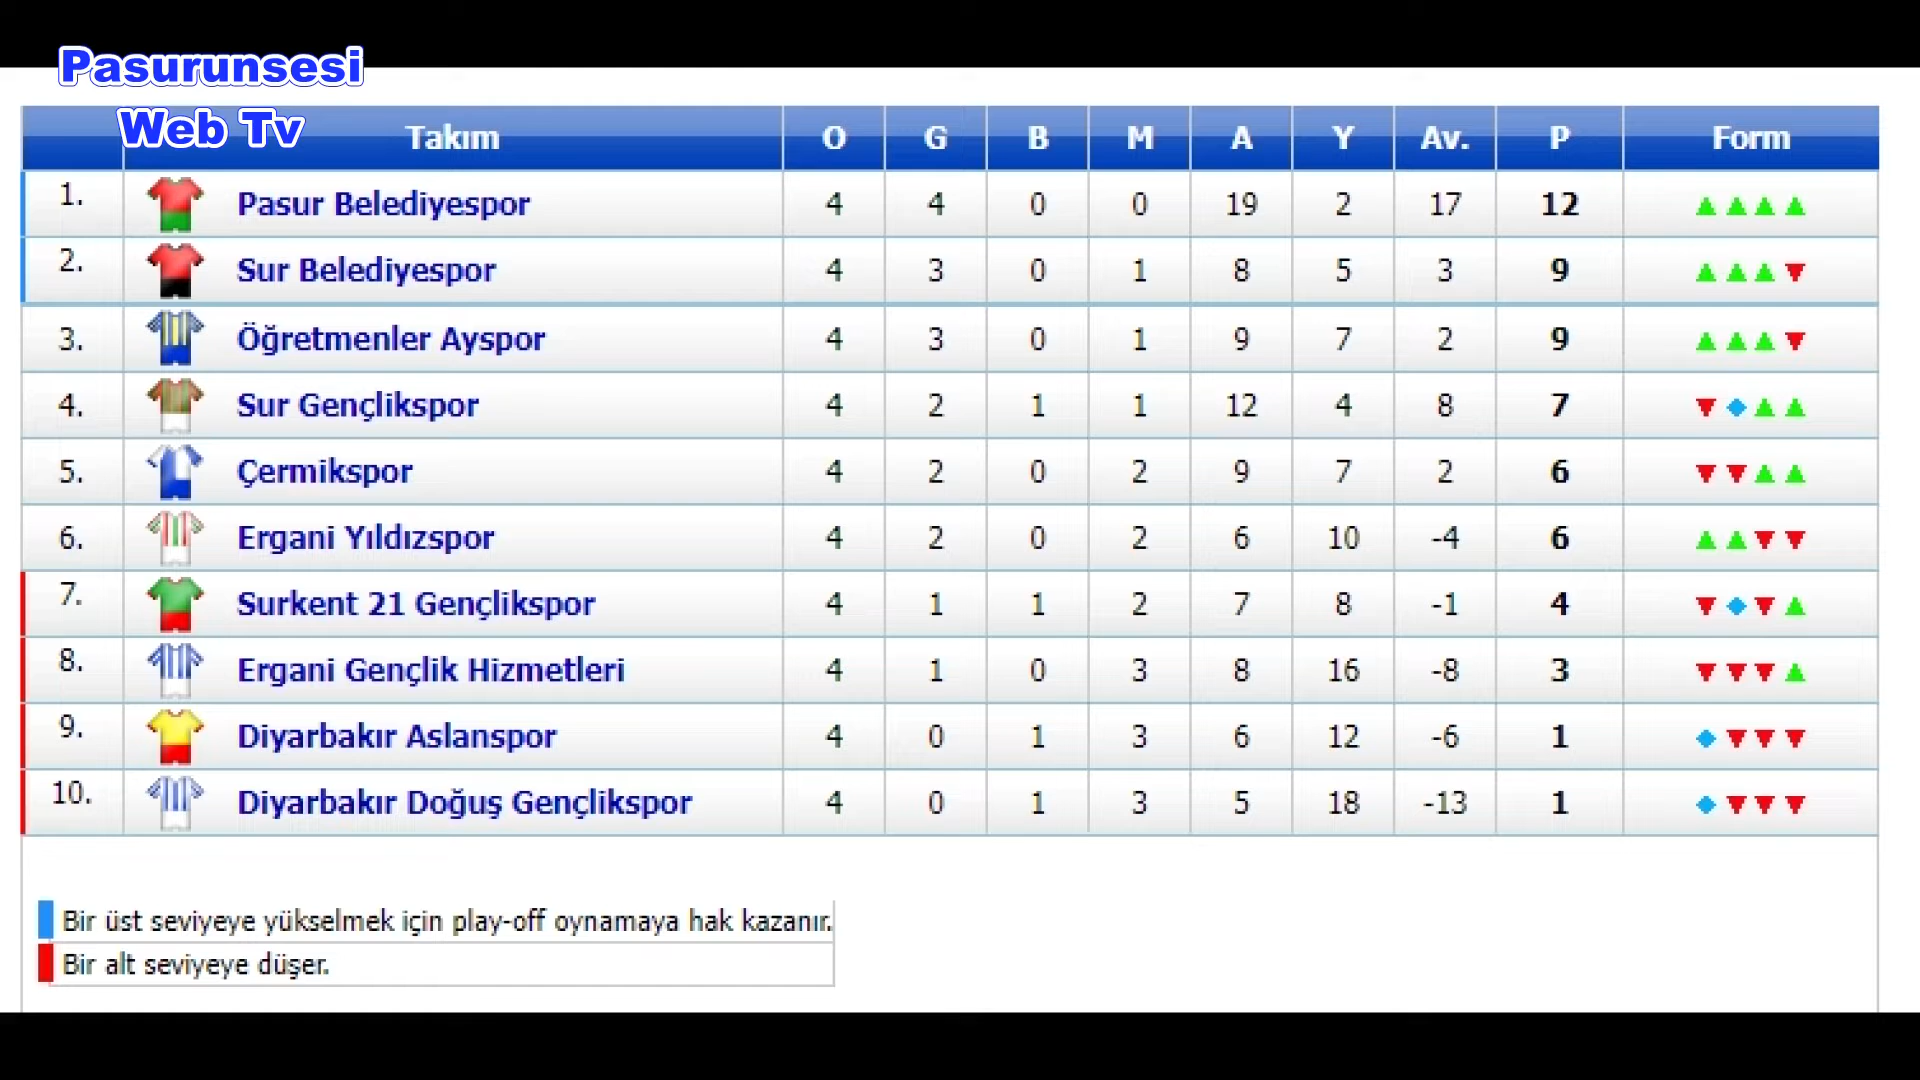 Pasurunsesi
Web Tv
Takım O G B M A Y Av. P Form
1. Pasur Belediyespor 4 4 0 0 19 2 17 12
2. Sur Belediyespor 4 3 0 1 8 5 3 9
3. Öğretmenler Ayspor 4 3 0 1 9 7 2 9
4. Sur Gençlikspor 4 2 1 1 12 4 8 7
5. Çermikspor 4 2 0 2 9 7 2 6
6. Ergani Yıldızspor 4 2 0 2 6 10 -4 6
7. Surkent 21 Gençlikspor 4 1 1 2 7 8 -1 4
8. Ergani Gençlik Hizmetleri 4 1 0 3 8 16 -8 3
9. Diyarbakır Aslanspor 4 0 1 3 6 12 -6 1
10. Diyarbakır Doğuş Gençlikspor 4 0 1 3 5 18 -13 1
Bir üst seviyeye yükselmek için play-off oynamaya hak kazanır.
Bir alt seviyeye düşer.